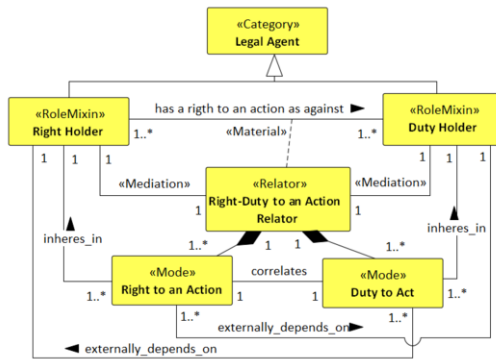 «Category»
Legal Agent
«RoleMixin»
Right Holder
has a rigth to an action as against
«RoleMixin»
Duty Holder
1..*
«Material»
1..*
1
1
1
1
1
1
«Mediation»
«Relator»
Right-Duty to an Action
Relator
«Mediation»
1
1
inheres_in
inheres_in
1..*
1
1
1..*
«Mode»
Right to an Action
correlates
«Mode»
Duty to Act
1
1
1..*
1..*
1..*
externally_depends_on
1..*
externally_depends_on